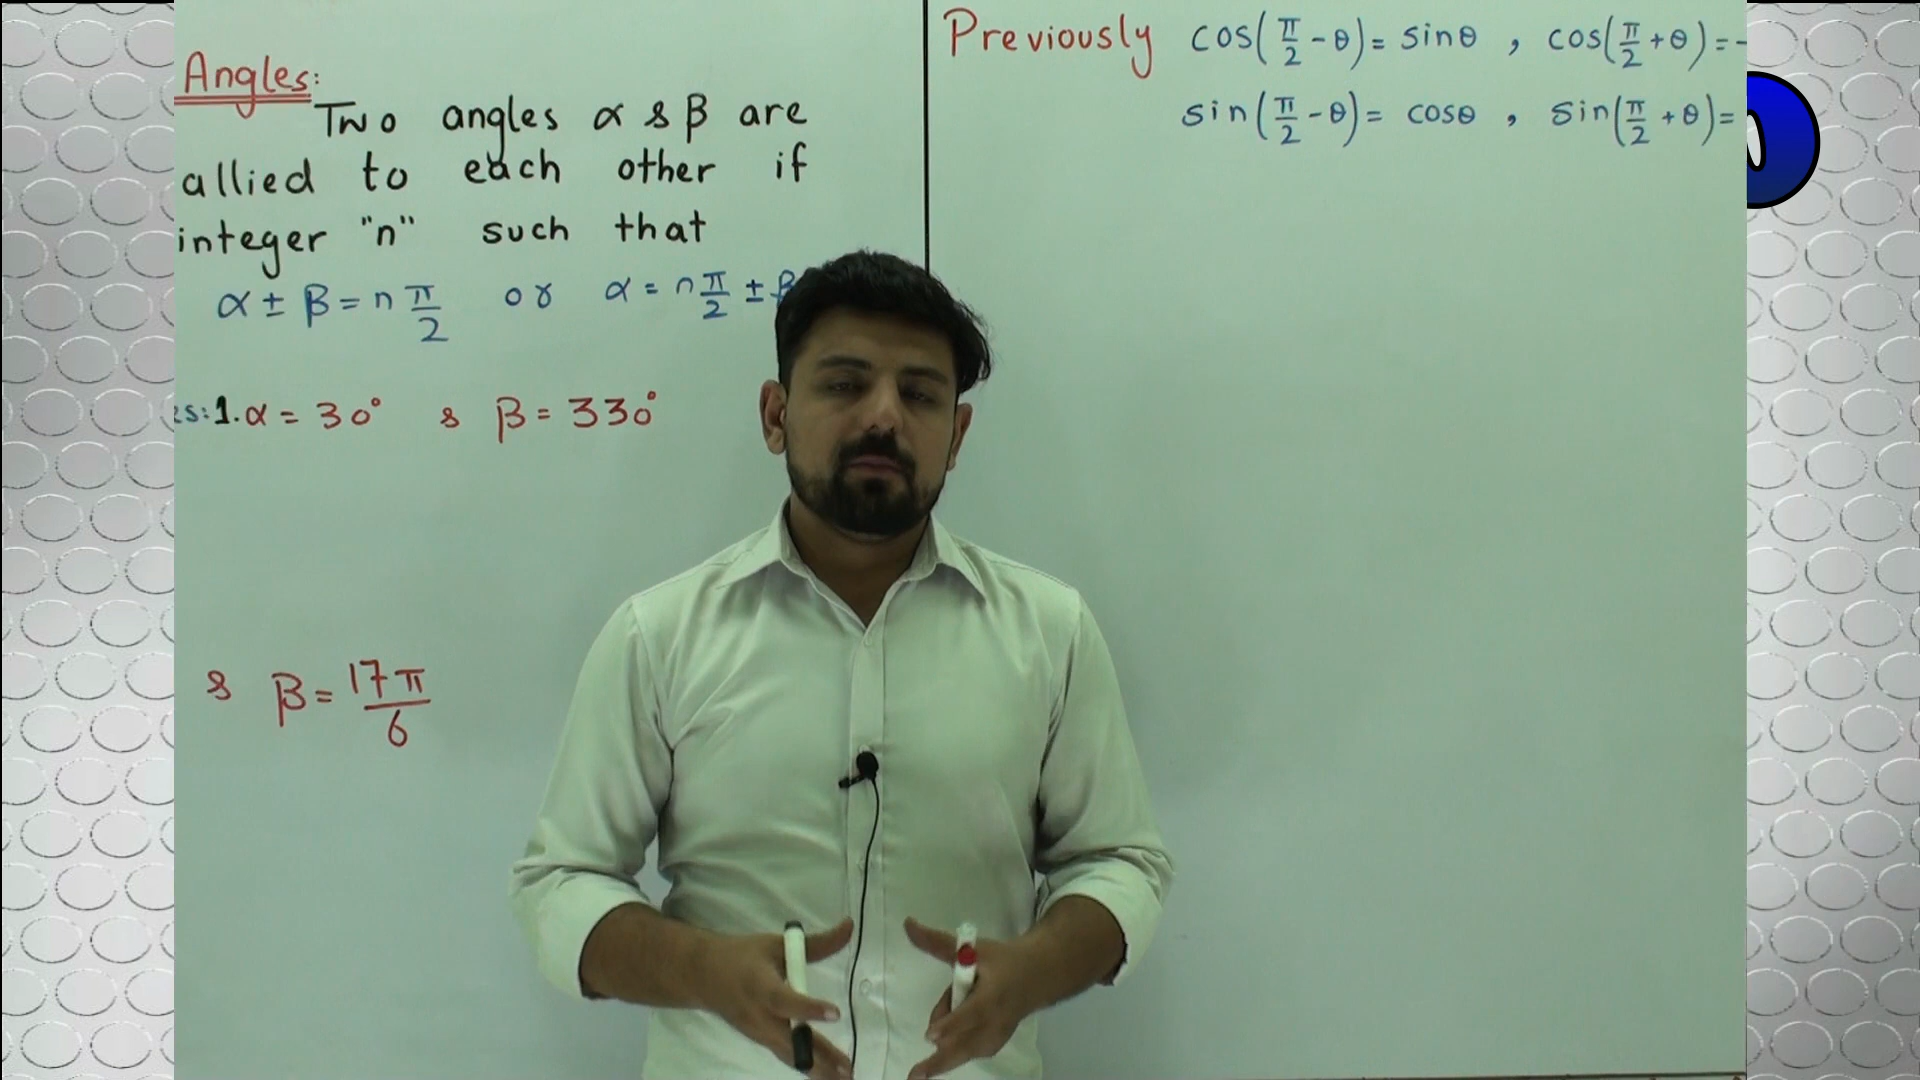 Angles:
Two angles α & β are
allied to each other if
integer "n" such that
α ± β = n π/2 or α = n π/2 ± β
es: 1. α = 30° & β = 330°
& β = 17π/6
Previously cos(π/2 - θ) = sinθ , cos(π/2 + θ) = -
sin(π/2 - θ) = cosθ , sin(π/2 + θ) =